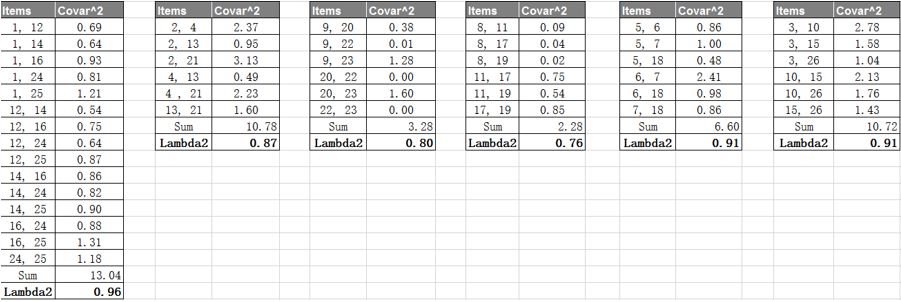 Items Covar^2 Items Covar^2 Items Covar^2 Items Covar^2 Items Covar^2 Items Covar^2
1, 12 0.69 2, 4 2.37 9, 20 0.38 8, 11 0.09 5, 6 0.86 3, 10 2.78
1, 14 0.64 2, 13 0.95 9, 22 0.01 8, 17 0.04 5, 7 1.00 3, 15 1.58
1, 16 0.93 2, 21 3.13 9, 23 1.28 8, 19 0.02 5, 18 0.48 3, 26 1.04
1, 24 0.81 4, 13 0.49 20, 22 0.00 11, 17 0.75 6, 7 2.41 10, 15 2.13
1, 25 1.21 4 , 21 2.23 20, 23 1.60 11, 19 0.54 6, 18 0.98 10, 26 1.76
12, 14 0.54 13, 21 1.60 22, 23 0.00 17, 19 0.85 7, 18 0.86 15, 26 1.43
12, 16 0.75 Sum 10.78 Sum 3.28 Sum 2.28 Sum 6.60 Sum 10.72
12, 24 0.64 Lambda2 0.87 Lambda2 0.80 Lambda2 0.76 Lambda2 0.91 Lambda2 0.91
12, 25 0.87
14, 16 0.86
14, 24 0.82
14, 25 0.90
16, 24 0.88
16, 25 1.31
24, 25 1.18
Sum 13.04
Lambda2 0.96